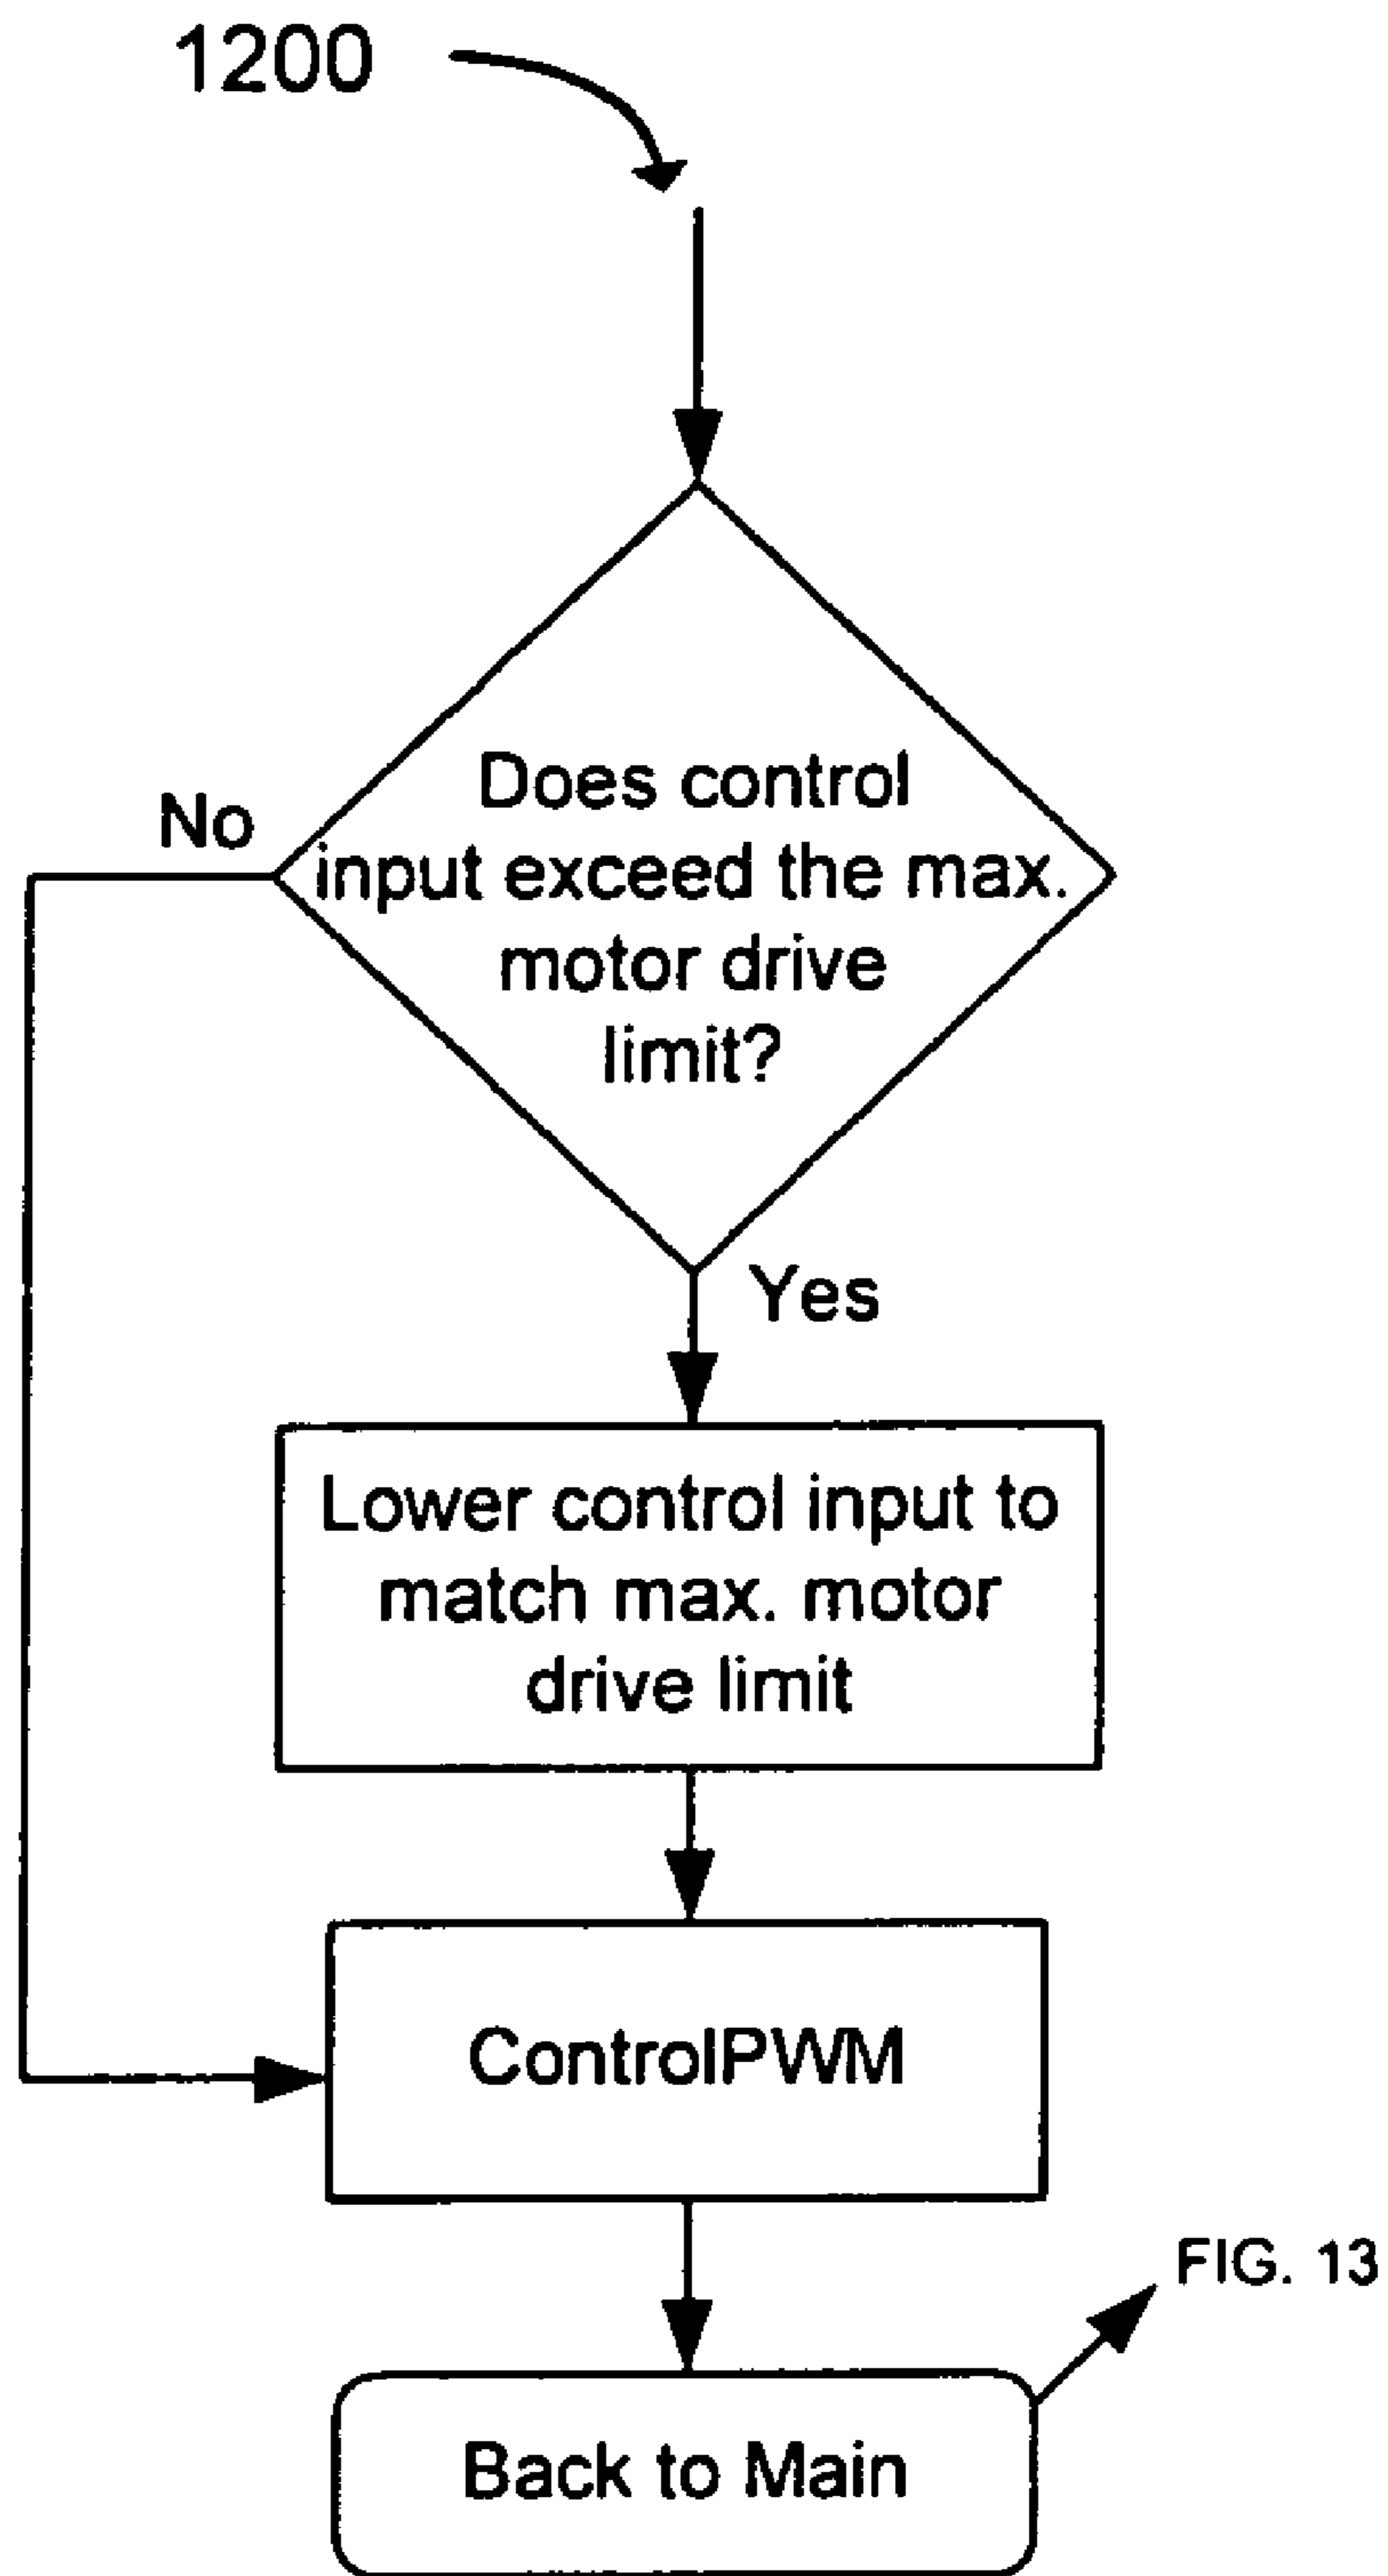 1200
Does control
No
input exceed the max.
motor drive
limit?
Yes
Lower control input to
match max. motor
drive limit
ControlPWM
FIG. 13
Back to Main